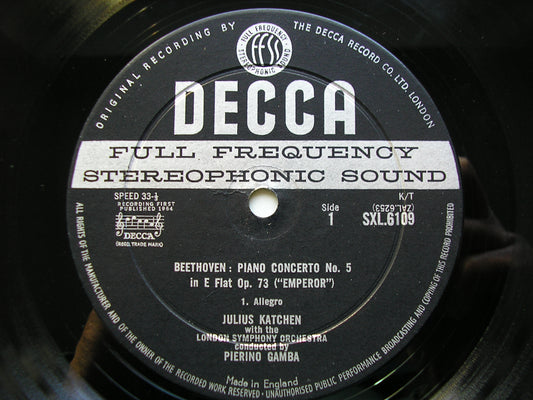 ORIGINAL RECORDING BY THE DECCA RECORD CO. LTD. LONDON
FULL FREQUENCY
FFSS
STEREOPHONIC SOUND
DECCA
FULL FREQUENCY
STEREOPHONIC SOUND
SPEED 33-⅓
RECORDING FIRST
PUBLISHED 1964
DECCA
(REGD. TRADE MARK)
Side
1
K/T
(ZAL.6253)
SXL.6109
BEETHOVEN: PIANO CONCERTO No. 5
in E Flat Op. 73 ("EMPEROR")
1. Allegro
JULIUS KATCHEN
with the
LONDON SYMPHONY ORCHESTRA
conducted by
PIERINO GAMBA
Made in England
ALL RIGHTS OF THE MANUFACTURER AND OF THE OWNER OF THE RECORDED WORK RESERVED · UNAUTHORISED PUBLIC PERFORMANCE BROADCASTING AND COPYING OF THIS RECORD PROHIBITED